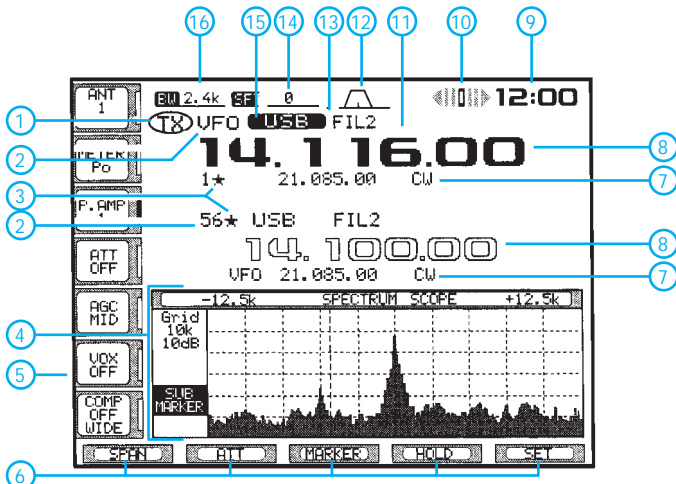 16 15 14 13 12 11 10 9
ANT
1
BW 2.4k SFT 0 12:00
1 TX VFO USB FIL2
2 METER
Po
14.116.00 8
1★ 21.085.00 CW 7
3 P.AMP
2 56★ USB FIL2
14.100.00 8
ATT
OFF
VFO 21.085.00 CW 7
-12.5k SPECTRUM SCOPE +12.5k
AGC
MID
Grid
10k
10dB
4
5 VOX
OFF
SUB
MARKER
COMP
OFF
WIDE
6 SPAN ATT MARKER HOLD SET